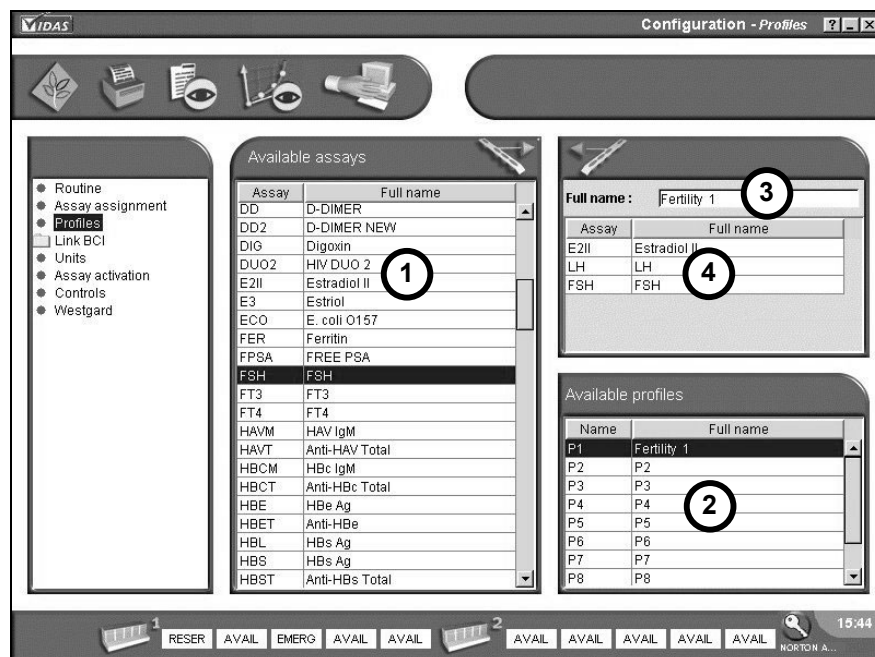 VIDAS
Configuration - Profiles ? _ X
Routine
Assay assignment
Profiles
Link BCI
Units
Assay activation
Controls
Westgard
Available assays
Assay Full name
DD D-DIMER
DD2 D-DIMER NEW
DIG Digoxin
DUO2 HIV DUO 2
E2II Estradiol II
E3 Estriol
ECO E. coli O157
FER Ferritin
FPSA FREE PSA
FSH FSH
FT3 FT3
FT4 FT4
HAVM HAV IgM
HAVT Anti-HAV Total
HBCM HBc IgM
HBCT Anti-HBc Total
HBE HBe Ag
HBET Anti-HBe
HBL HBs Ag
HBS HBs Ag
HBST Anti-HBs Total
1
Full name : Fertility 1
3
Assay Full name
E2II Estradiol II
LH LH
FSH FSH
4
Available profiles
Name Full name
P1 Fertility 1
P2 P2
P3 P3
P4 P4
P5 P5
P6 P6
P7 P7
P8 P8
2
1 RESER AVAIL EMERG AVAIL AVAIL 2 AVAIL AVAIL AVAIL AVAIL AVAIL 15:44
NORTON A...